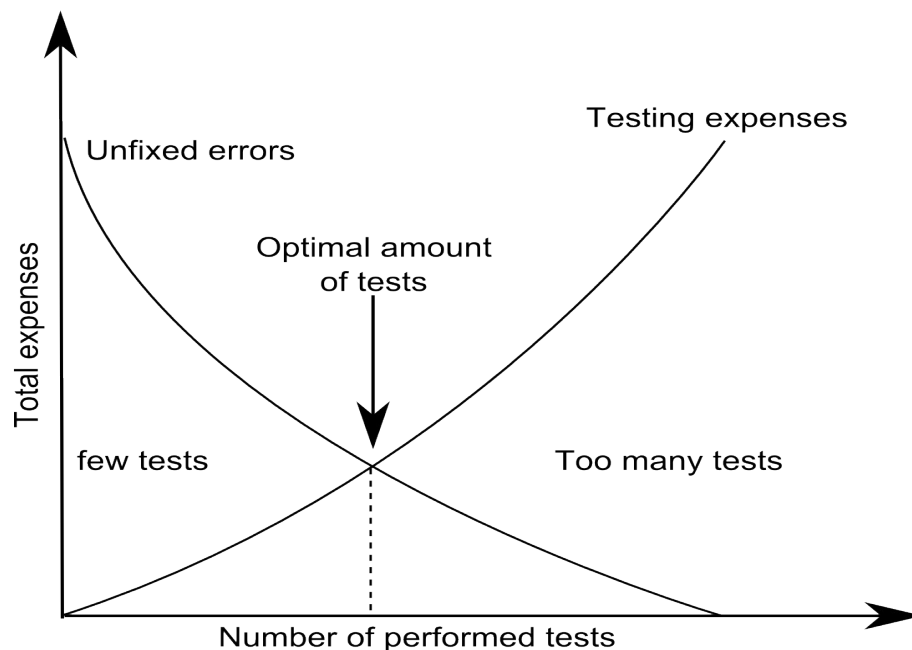 Testing expenses
Unfixed errors
Optimal amount
of tests
Total expenses
few tests
Too many tests
Number of performed tests